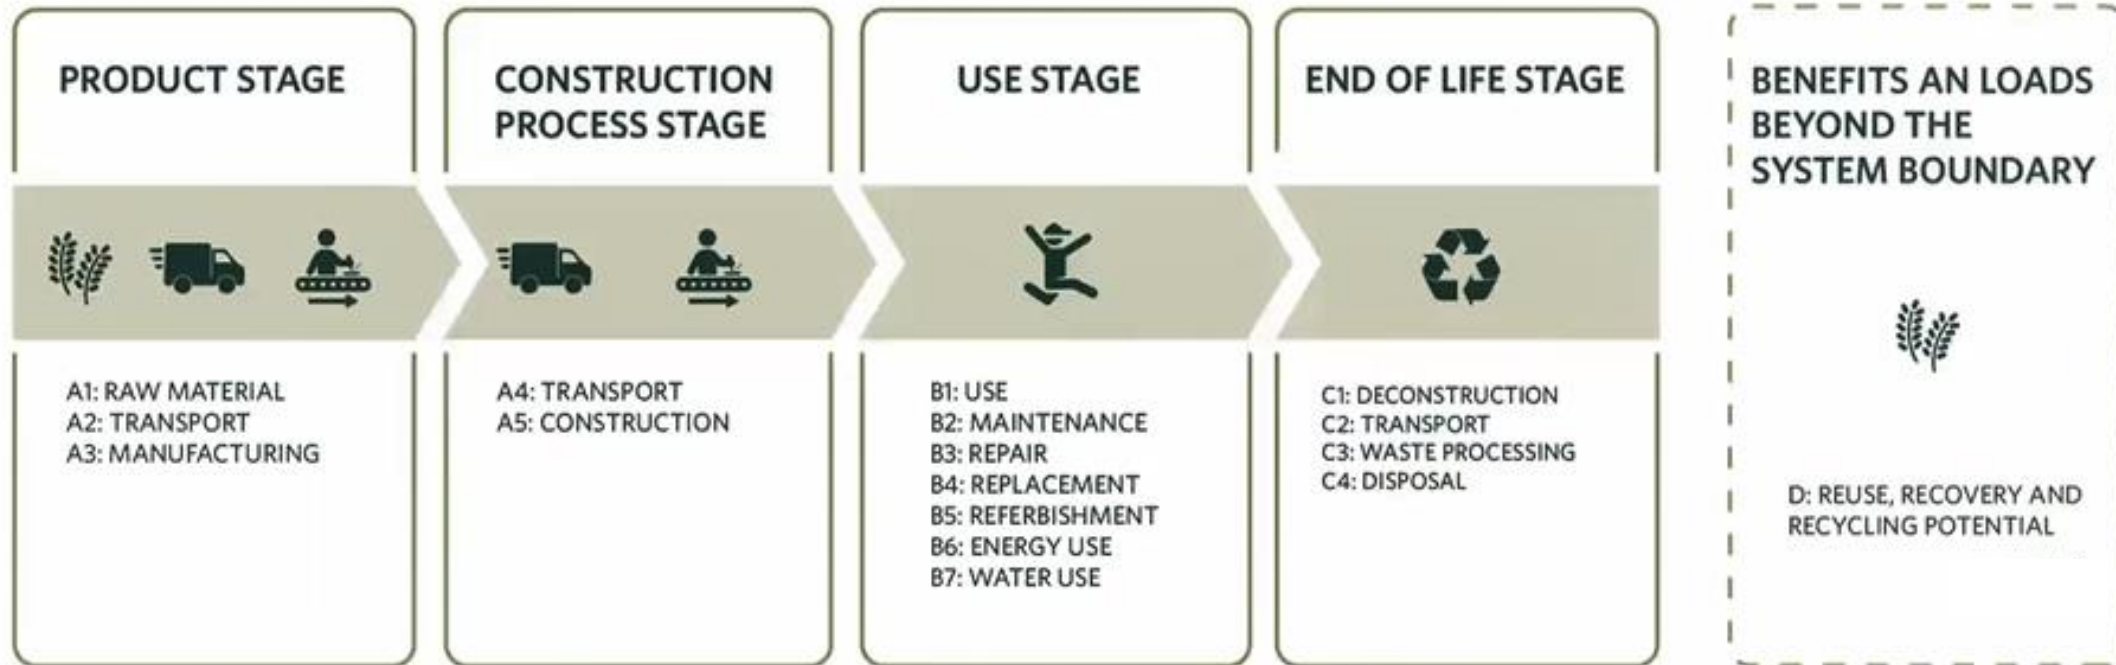 PRODUCT STAGE
A1: RAW MATERIAL
A2: TRANSPORT
A3: MANUFACTURING
CONSTRUCTION
PROCESS STAGE
A4: TRANSPORT
A5: CONSTRUCTION
USE STAGE
B1: USE
B2: MAINTENANCE
B3: REPAIR
B4: REPLACEMENT
B5: REFERBISHMENT
B6: ENERGY USE
B7: WATER USE
END OF LIFE STAGE
C1: DECONSTRUCTION
C2: TRANSPORT
C3: WASTE PROCESSING
C4: DISPOSAL
BENEFITS AN LOADS
BEYOND THE
SYSTEM BOUNDARY
D: REUSE, RECOVERY AND
RECYCLING POTENTIAL